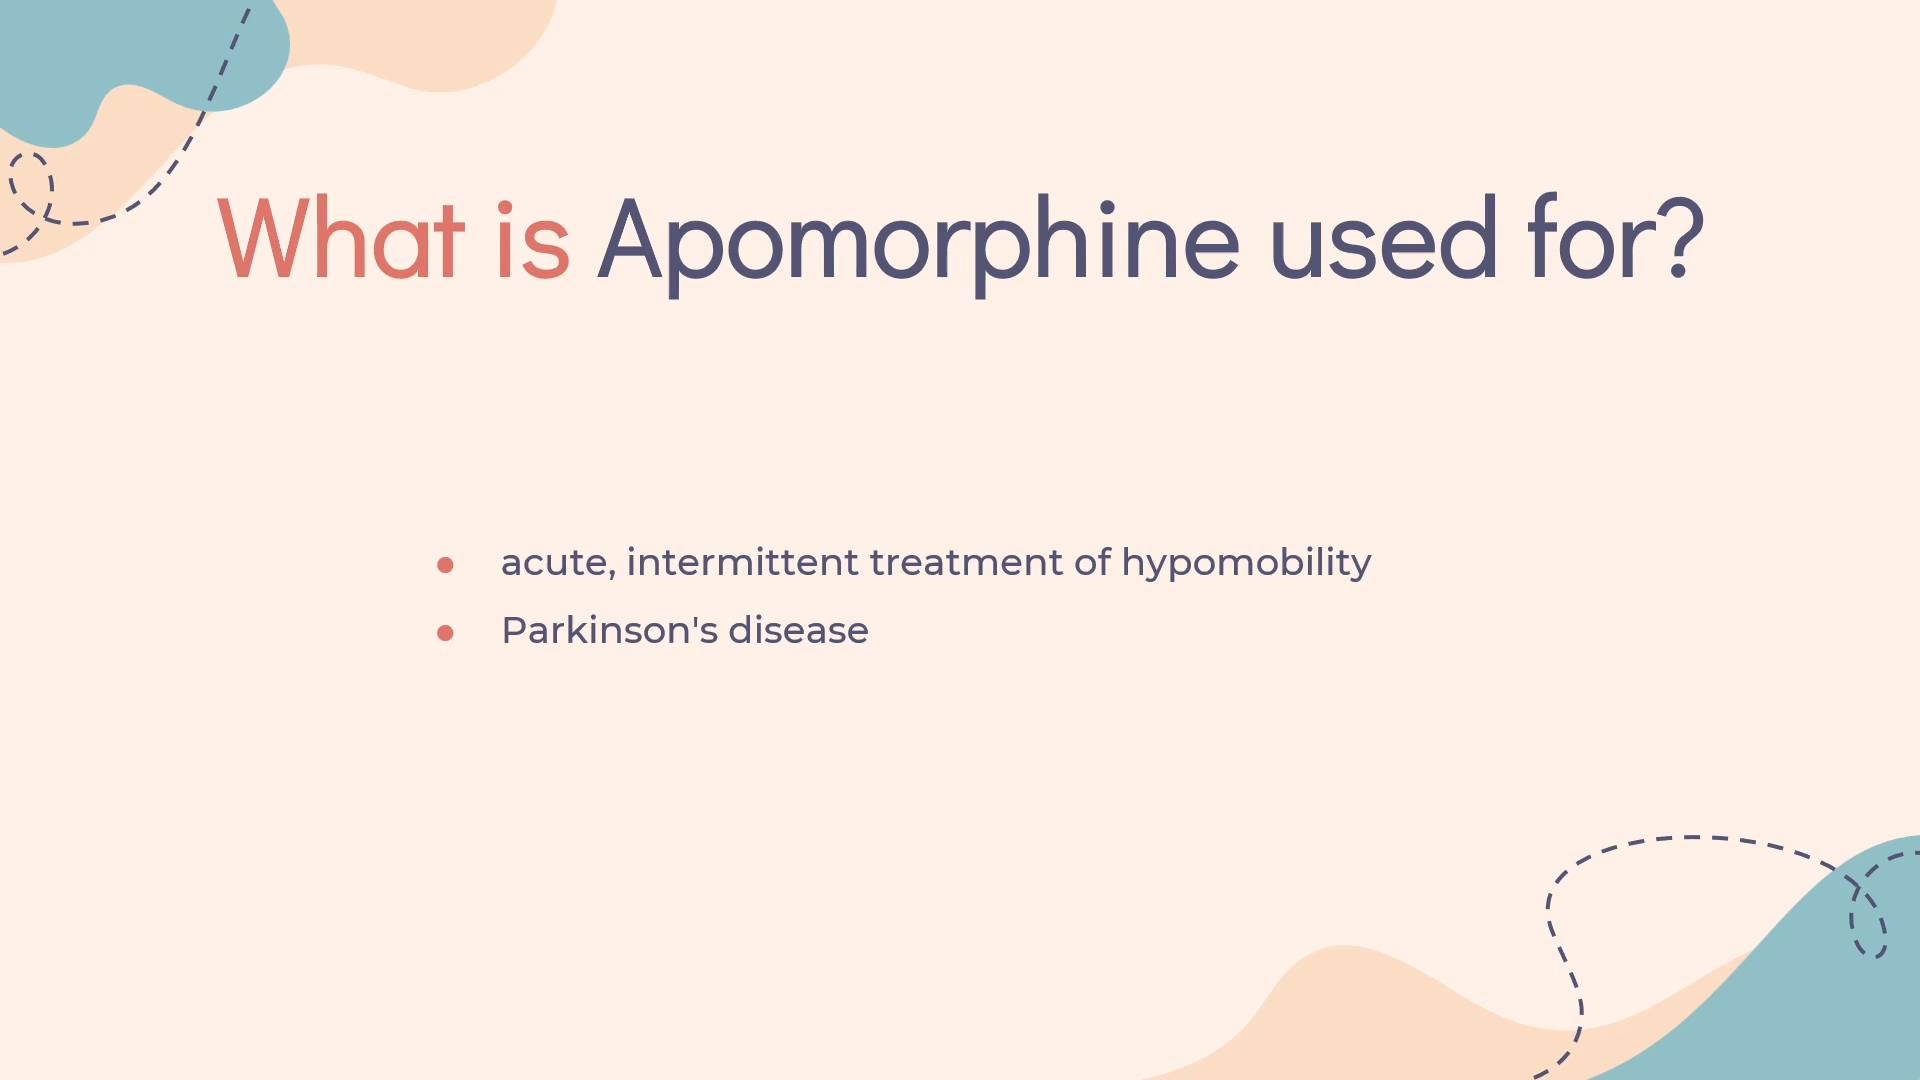 What is Apomorphine used for?
acute, intermittent treatment of hypomobility
Parkinson's disease